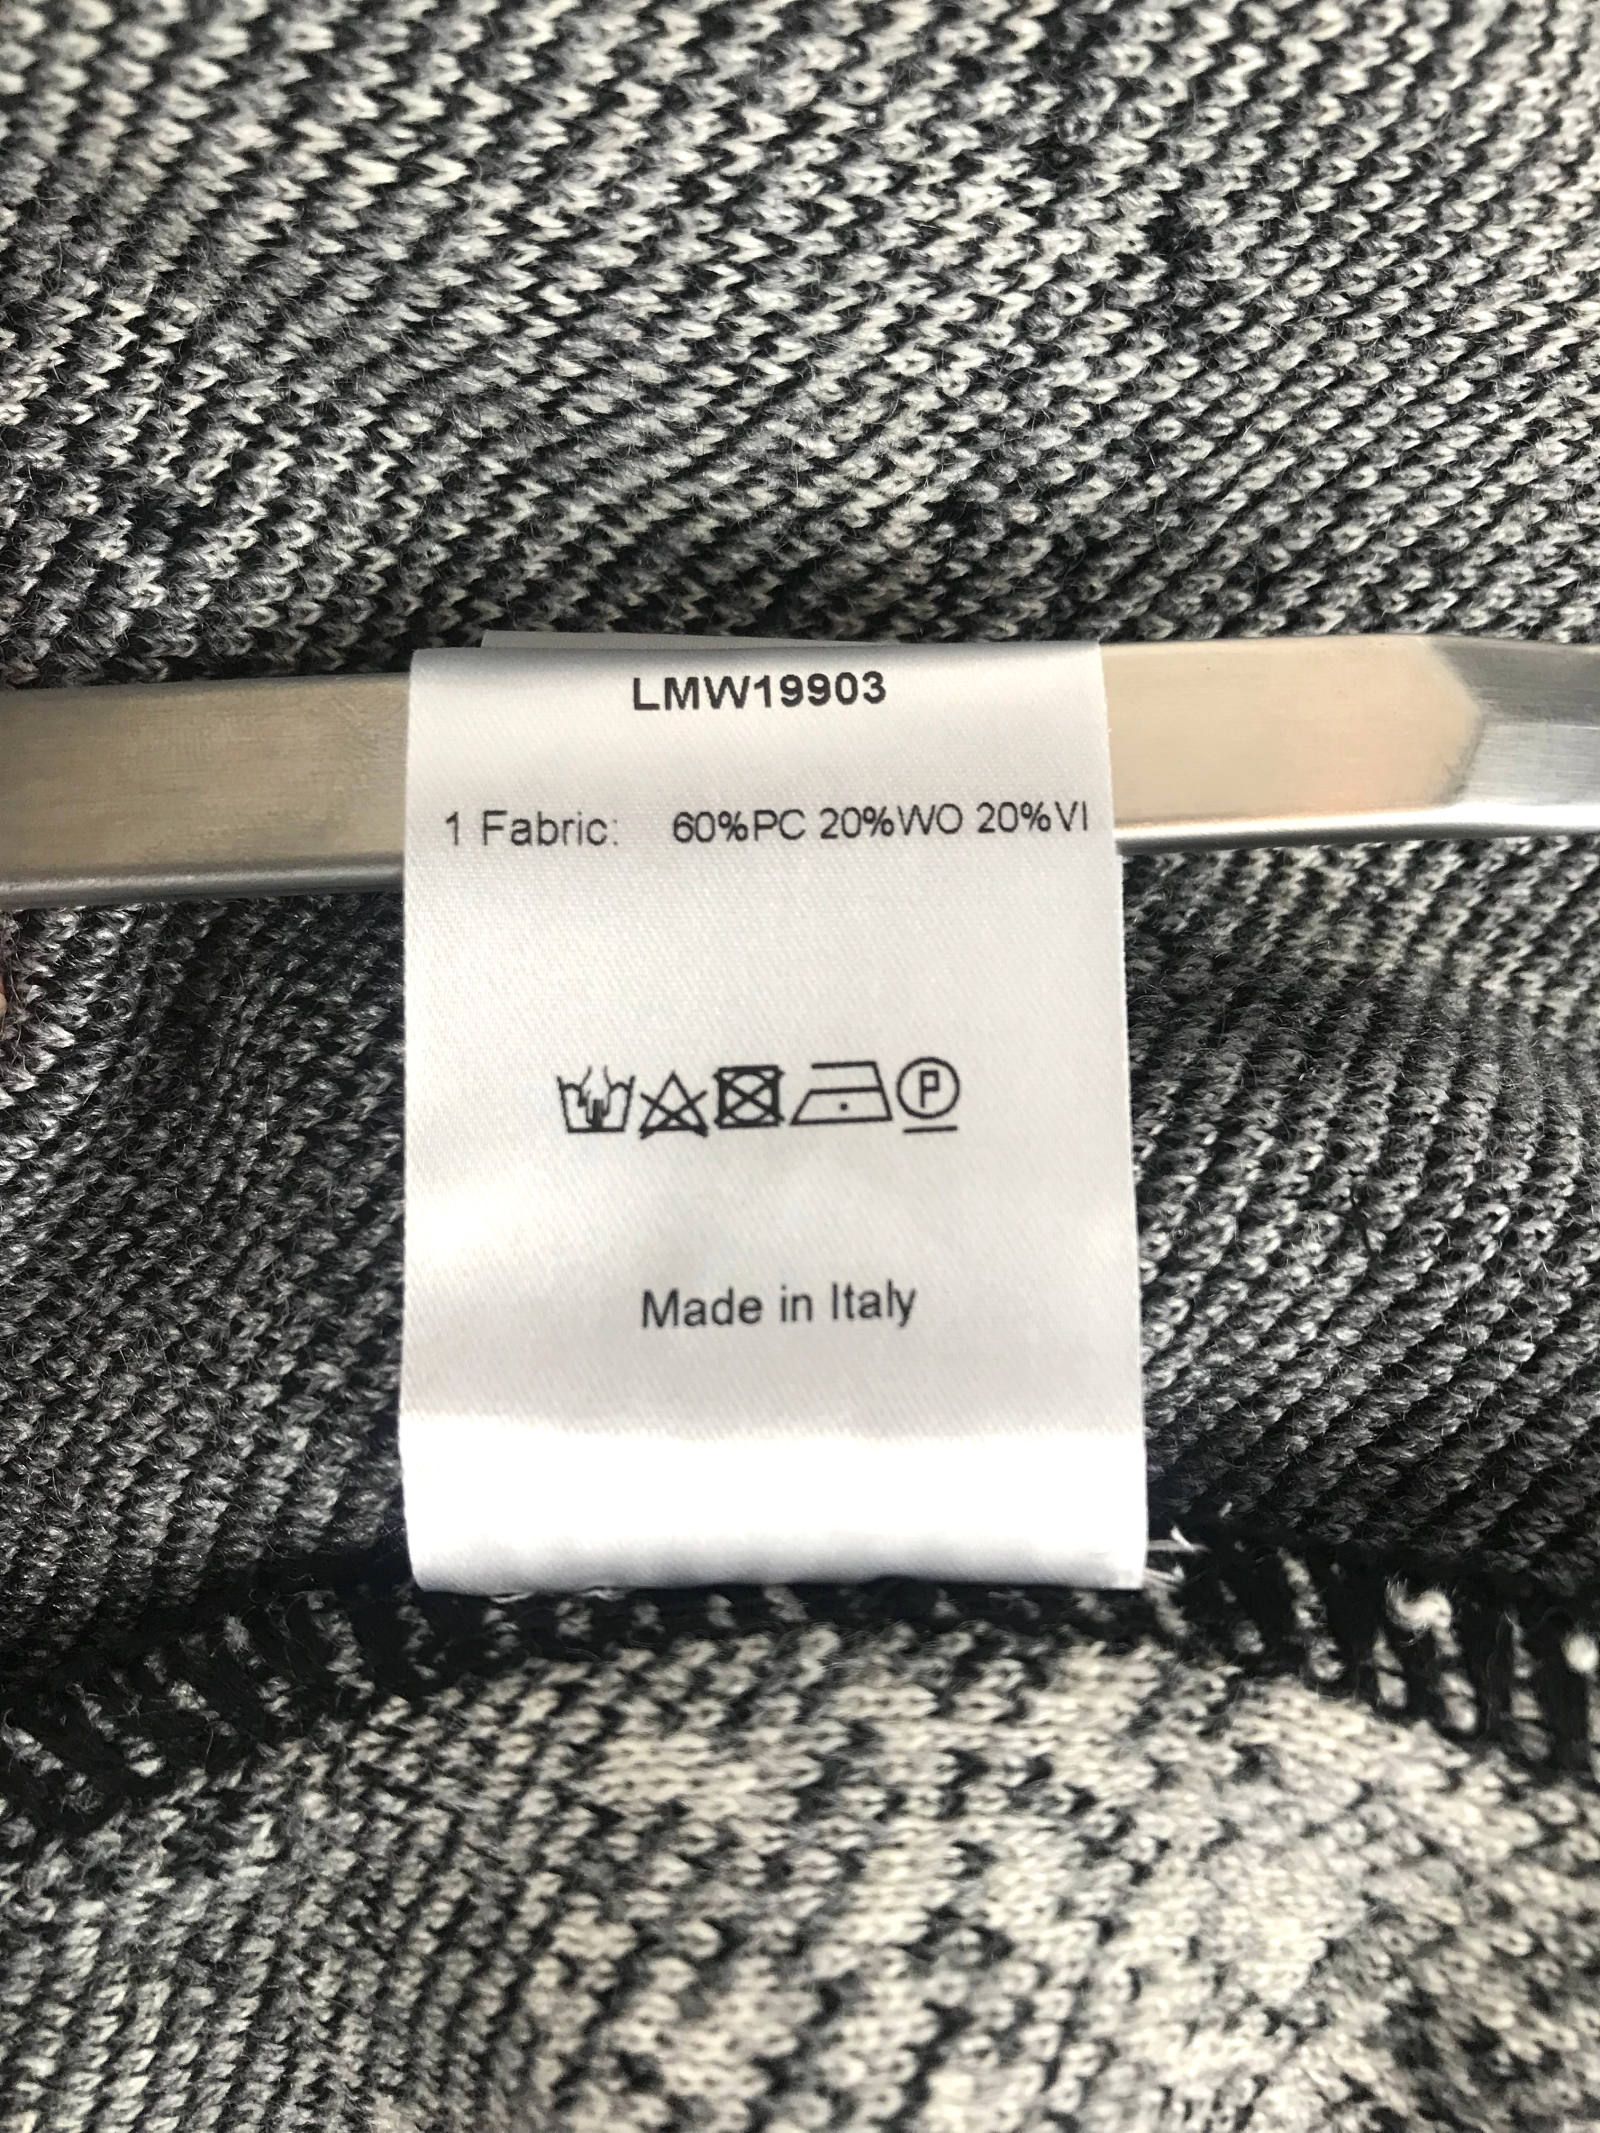 LMW19903
1 Fabric: 60%PC 20%WO 20%VI
P
Made in Italy